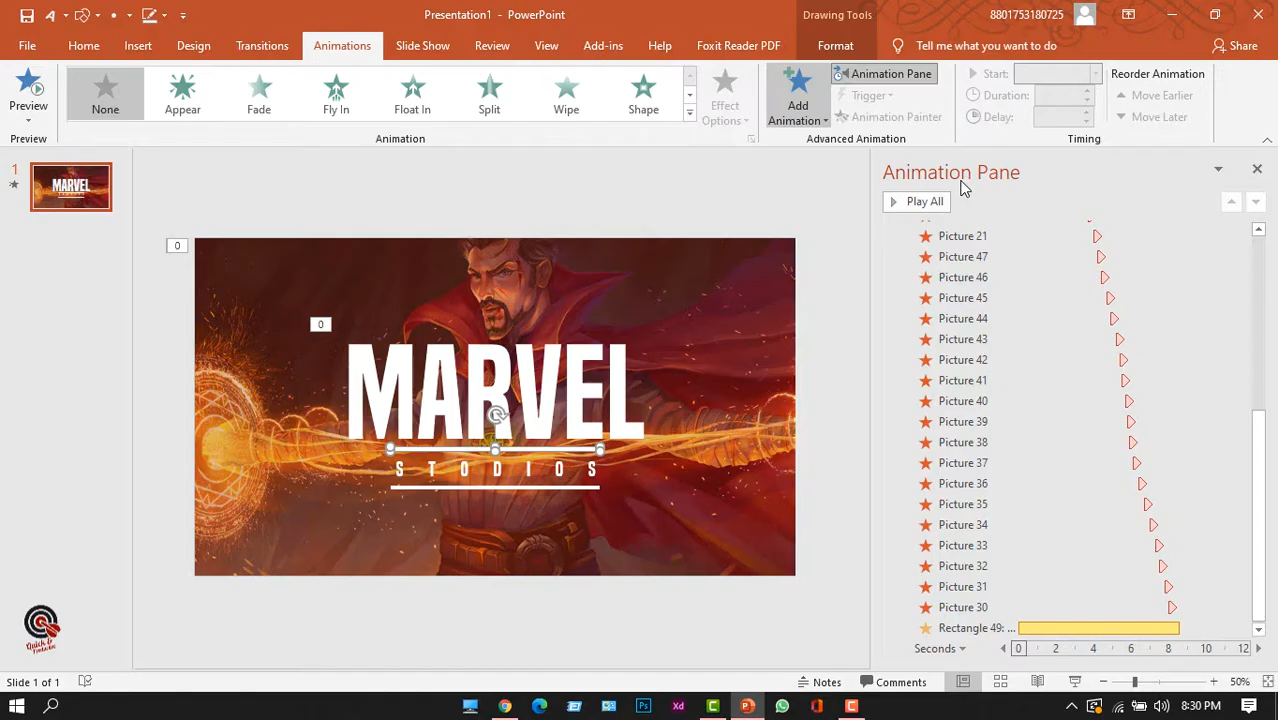 Presentation1 - PowerPoint
Drawing Tools
8801753180725
File Home Insert Design Transitions Animations Slide Show Review View Add-ins Help Foxit Reader PDF Format Tell me what you want to do Share
Preview
None Appear Fade Fly In Float In Split Wipe Shape
Effect Options
Add Animation
Animation Pane
Trigger
Animation Painter
Start:
Duration:
Delay:
Reorder Animation
Move Earlier
Move Later
Preview Animation Advanced Animation Timing
1
MARVEL
0
0
MARVEL
STODIOS
Animation Pane
Play All
Picture 21
Picture 47
Picture 46
Picture 45
Picture 44
Picture 43
Picture 42
Picture 41
Picture 40
Picture 39
Picture 38
Picture 37
Picture 36
Picture 35
Picture 34
Picture 33
Picture 32
Picture 31
Picture 30
Rectangle 49: ...
Seconds 0 2 4 6 8 10 12
Slide 1 of 1
Notes Comments 50%
Ps Xd
8:30 PM